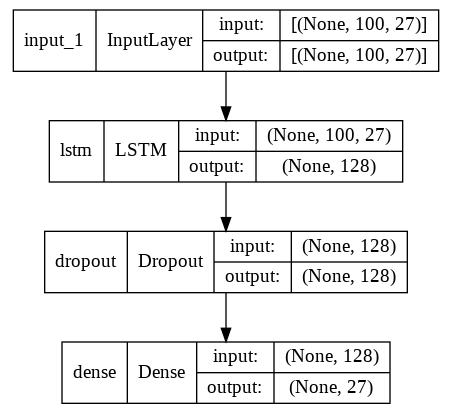 input_1 InputLayer input: [(None, 100, 27)]
output: [(None, 100, 27)]
lstm LSTM input: (None, 100, 27)
output: (None, 128)
dropout Dropout input: (None, 128)
output: (None, 128)
dense Dense input: (None, 128)
output: (None, 27)